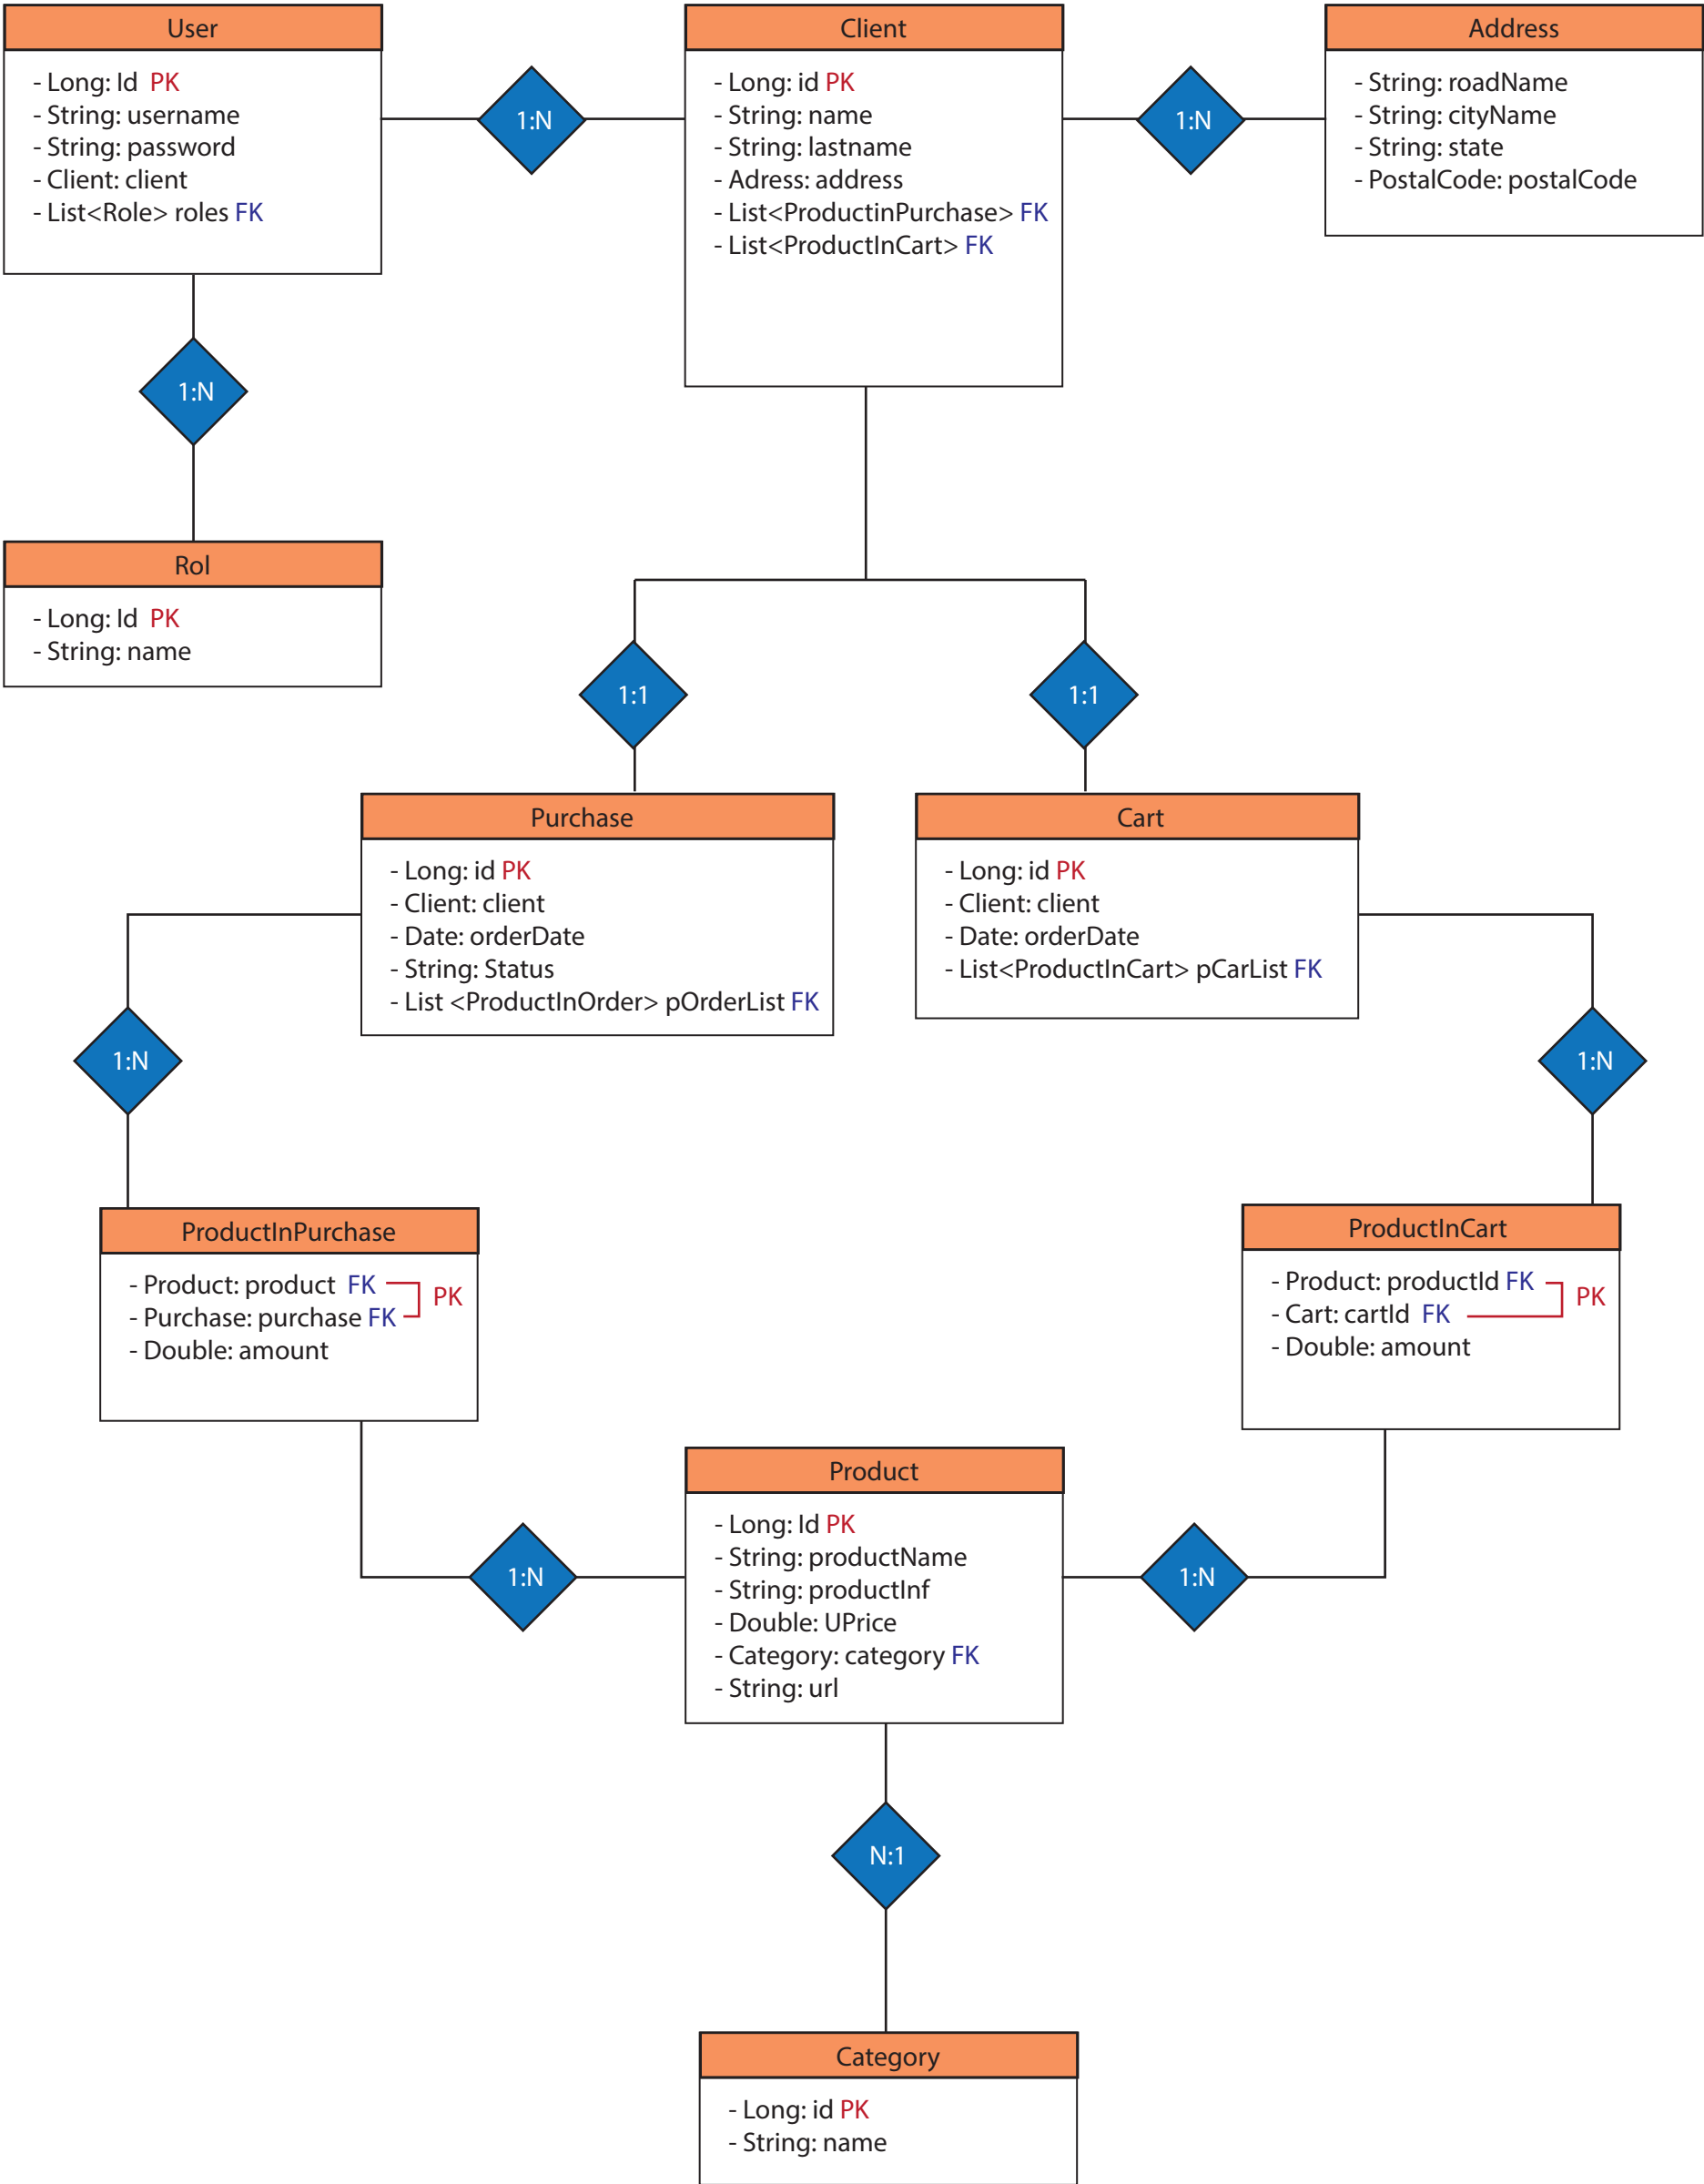 User
- Long: Id PK
- String: username
- String: password
- Client: client
- List<Role> roles FK
1:N
Client
- Long: id PK
- String: name
- String: lastname
- Adress: address
- List<ProductinPurchase> FK
- List<ProductInCart> FK
1:N
Address
- String: roadName
- String: cityName
- String: state
- PostalCode: postalCode
1:N
Rol
- Long: Id PK
- String: name
1:1
1:1
Purchase
- Long: id PK
- Client: client
- Date: orderDate
- String: Status
- List <ProductInOrder> pOrderList FK
Cart
- Long: id PK
- Client: client
- Date: orderDate
- List<ProductInCart> pCarList FK
1:N
1:N
ProductInPurchase
- Product: product FK
PK
- Purchase: purchase FK
- Double: amount
ProductInCart
- Product: productId FK
PK
- Cart: cartId FK
- Double: amount
1:N
Product
- Long: Id PK
- String: productName
- String: productInf
- Double: UPrice
- Category: category FK
- String: url
1:N
N:1
Category
- Long: id PK
- String: name